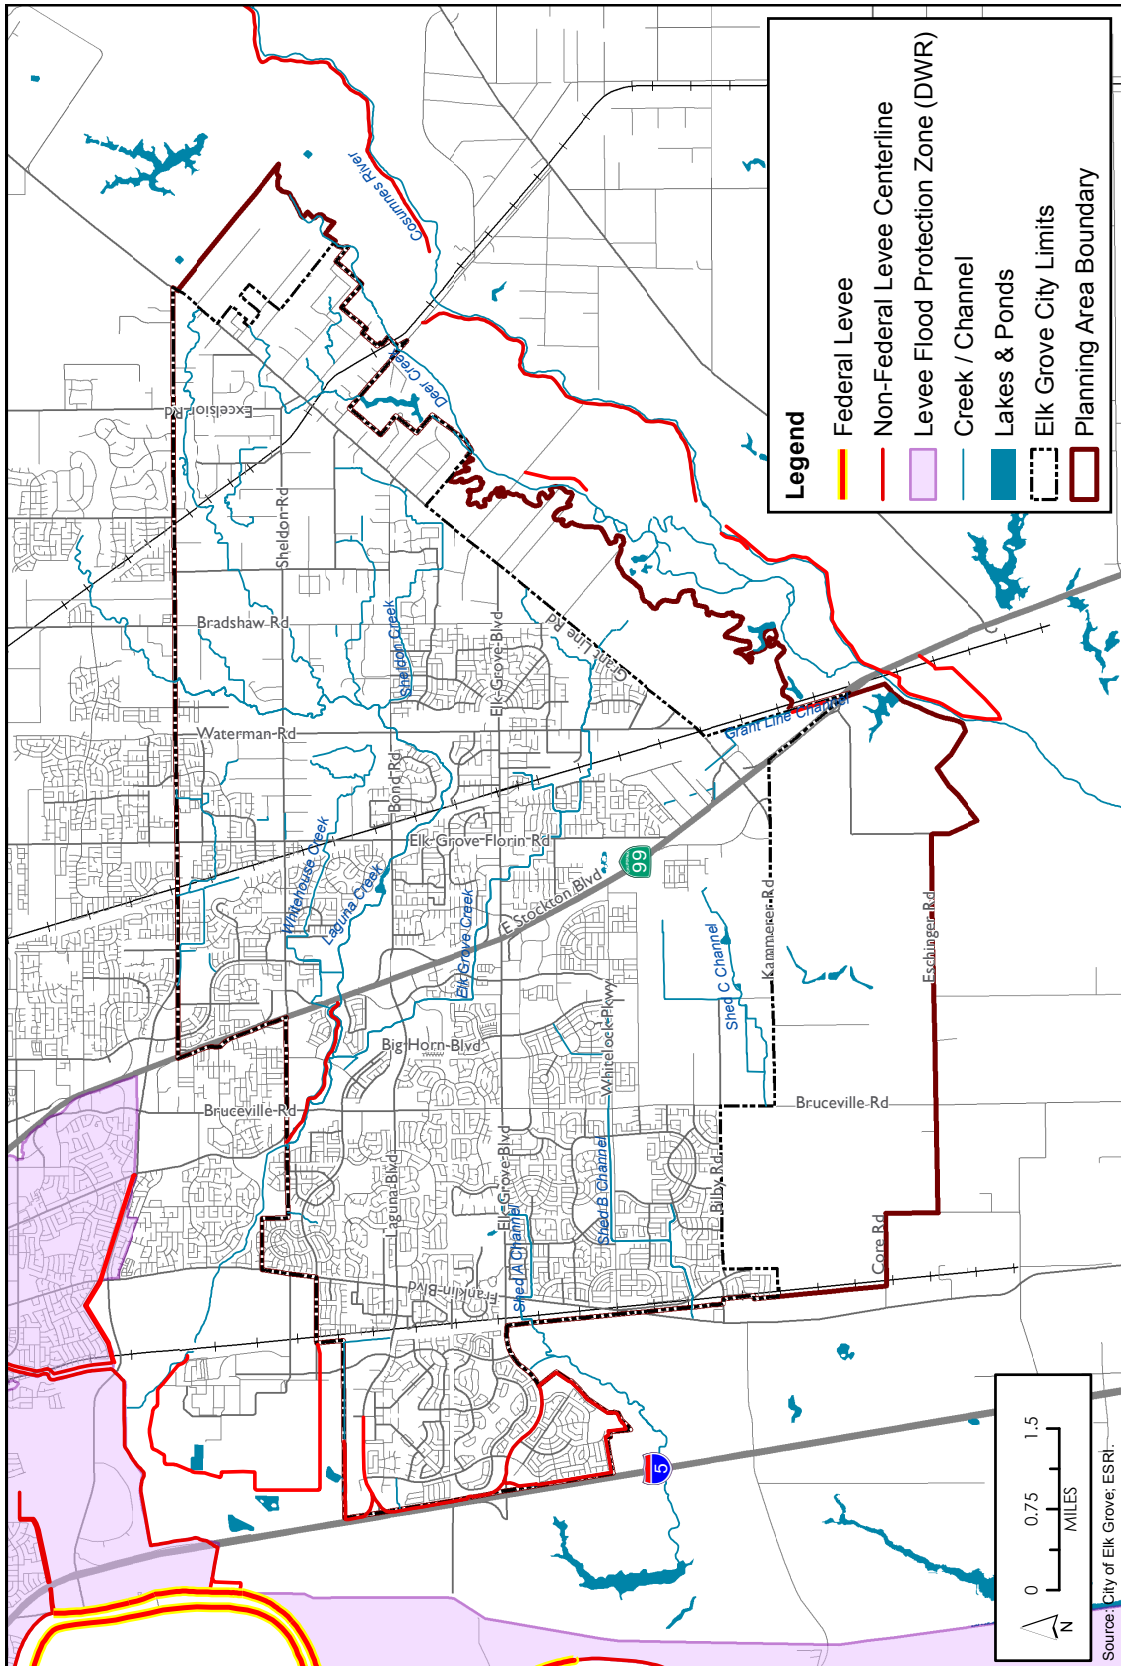 Cosumnes River
Deer Creek
Excelsior Rd
Sheldon Rd
Bradshaw Rd
Sheldon Creek
Elk-Grove-Blvd
Grant Line Rd
Waterman Rd
Grant Line Channel
Bond Rd
Whitehouse Creek
Laguna Creek
Elk-Grove-Florin Rd
Elk Grove Creek
E Stockton Blvd
99
Kammerer Rd
Eschinger Rd
Shed C Channel
Whitelock-Pkwy
Big Horn-Blvd
Bruceville-Rd
Bruceville Rd
Laguna-Blvd
Elk-Grove-Blvd
Shed A Channel
Shed B Channel
Bilby Rd
Core Rd
Franklin-Blvd
5
Legend
Federal Levee
Non-Federal Levee Centerline
Levee Flood Protection Zone (DWR)
Creek / Channel
Lakes & Ponds
Elk Grove City Limits
Planning Area Boundary
N
0 0.75 1.5
MILES
Source: City of Elk Grove; ESRI.